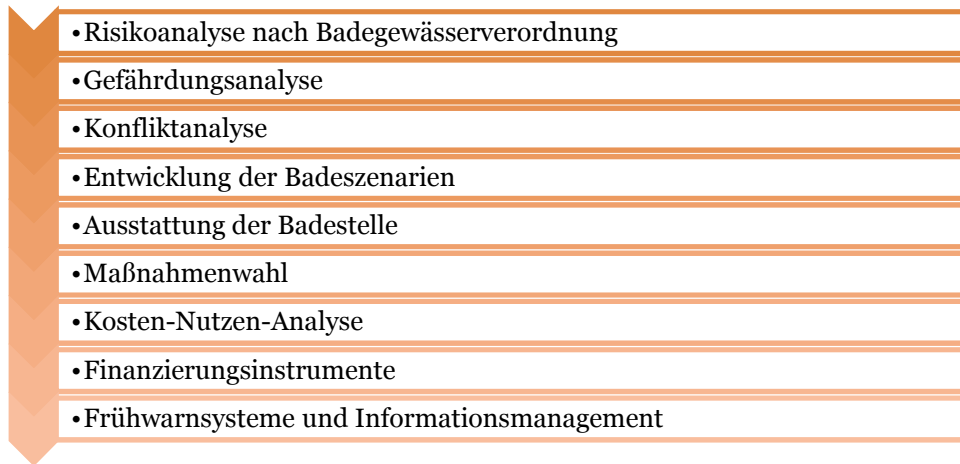 •Risikoanalyse nach Badegewässerverordnung
•Gefährdungsanalyse
•Konfliktanalyse
•Entwicklung der Badeszenarien
•Ausstattung der Badestelle
•Maßnahmenwahl
•Kosten-Nutzen-Analyse
•Finanzierungsinstrumente
•Frühwarnsysteme und Informationsmanagement